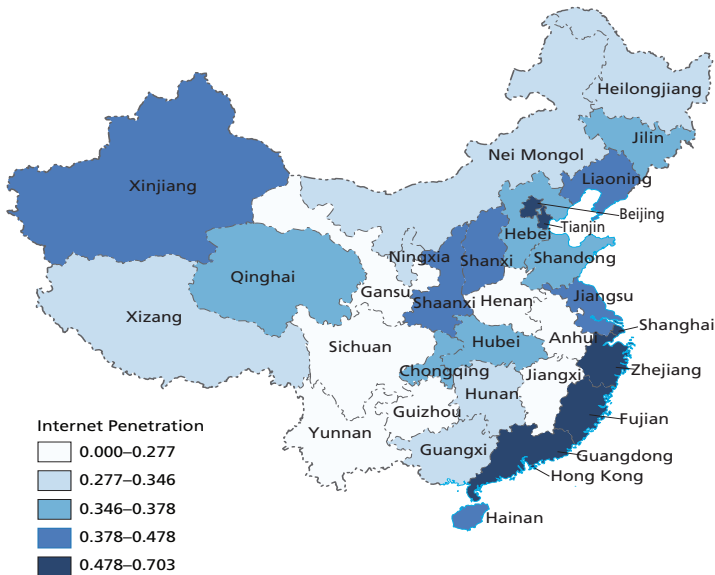 Heilongjiang
Jilin
Nei Mongol
Liaoning
Xinjiang
Beijing
Tianjin
Hebei
Ningxia
Shanxi
Shandong
Qinghai
Gansu
Shaanxi
Henan
Jiangsu
Xizang
Shanghai
Anhui
Sichuan
Hubei
Chongqing
Jiangxi
Zhejiang
Hunan
Guizhou
Fujian
Internet Penetration
Yunnan
Guangxi
Guangdong
Hong Kong
0.000–0.277
0.277–0.346
0.346–0.378
Hainan
0.378–0.478
0.478–0.703